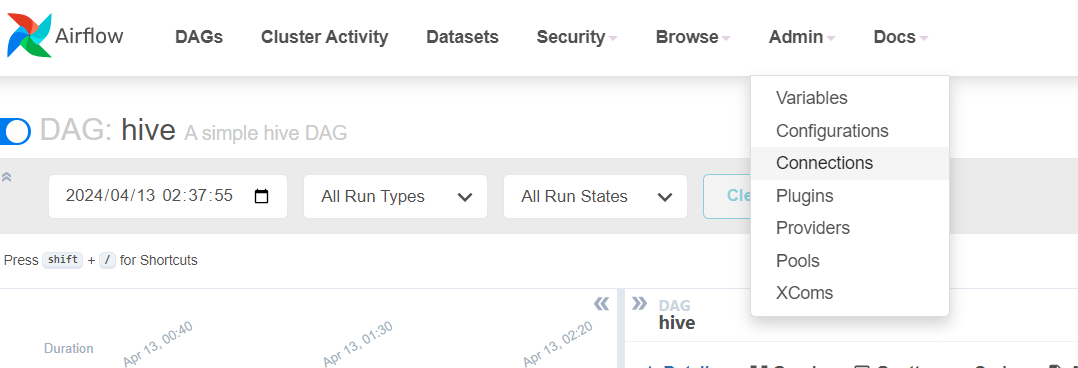 Airflow DAGs Cluster Activity Datasets Security Browse Admin Docs
Variables
Configurations
Connections
Plugins
Providers
Pools
XComs
DAG: hive A simple hive DAG
2024/04/13 02:37:55 All Run Types All Run States Cle
Press shift + / for Shortcuts
Duration Apr 13, 00:40 Apr 13, 01:30 Apr 13, 02:20
DAG
hive